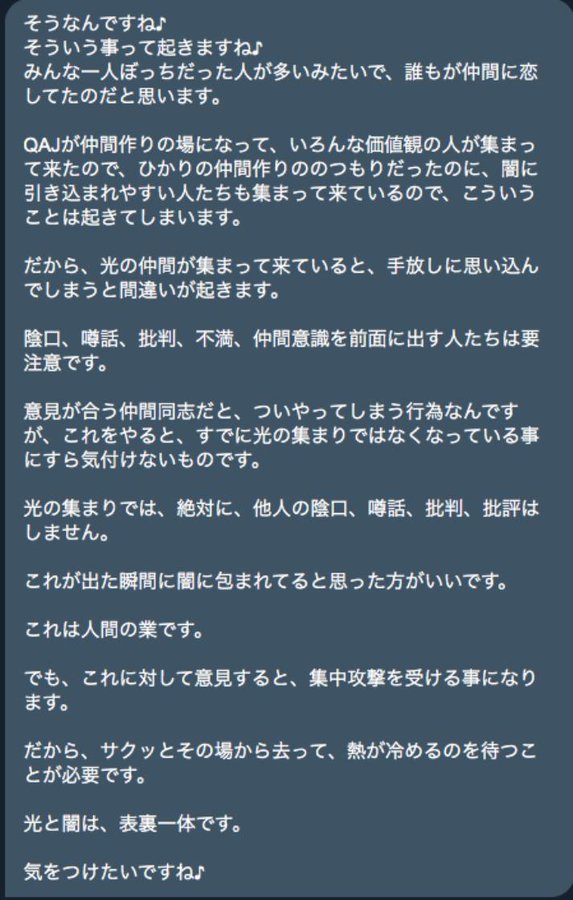 そうなんですね♪
そういう事って起きますね♪
みんな一人ぼっちだった人が多いみたいで、誰もが仲間に恋
してたのだと思います。
QAJが仲間作りの場になって、いろんな価値観の人が集まっ
て来たので、ひかりの仲間作りののつもりだったのに、闇に
引き込まれやすい人たちも集まって来ているので、こういう
ことは起きてしまいます。
だから、光の仲間が集まって来ていると、手放しに思い込ん
でしまうと間違いが起きます。
陰口、噂話、批判、不満、仲間意識を前面に出す人たちは要
注意です。
意見が合う仲間同志だと、ついやってしまう行為なんです
が、これをやると、すでに光の集まりではなくなっている事
にすら気付けないものです。
光の集まりでは、絶対に、他人の陰口、噂話、批判、批評は
しません。
これが出た瞬間に闇に包まれてると思った方がいいです。
これは人間の業です。
でも、これに対して意見すると、集中攻撃を受ける事になり
ます。
だから、サクッとその場から去って、熱が冷めるのを待つこ
とが必要です。
光と闇は、表裏一体です。
気をつけたいですね♪